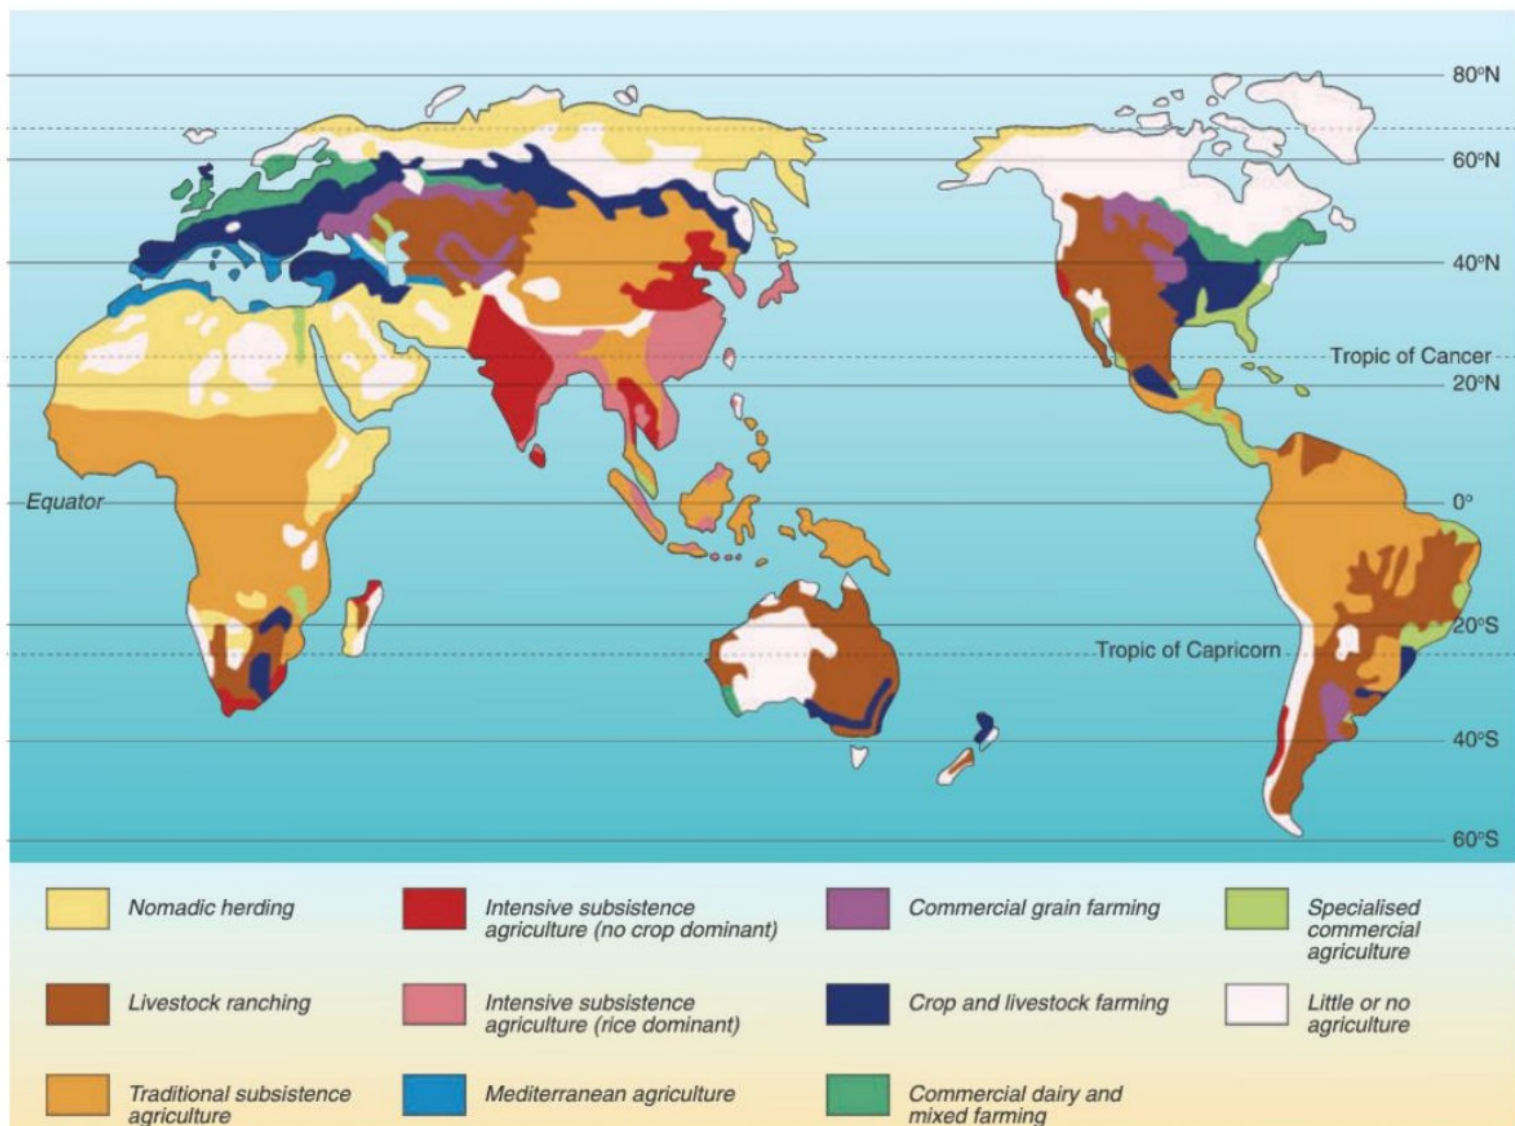 80°N
60°N
40°N
Tropic of Cancer
20°N
Equator
0°
20°S
Tropic of Capricorn
40°S
60°S
Nomadic herding
Intensive subsistence
agriculture (no crop dominant)
Commercial grain farming
Specialised
commercial
agriculture
Livestock ranching
Intensive subsistence
agriculture (rice dominant)
Crop and livestock farming
Little or no
agriculture
Traditional subsistence
agriculture
Mediterranean agriculture
Commercial dairy and
mixed farming